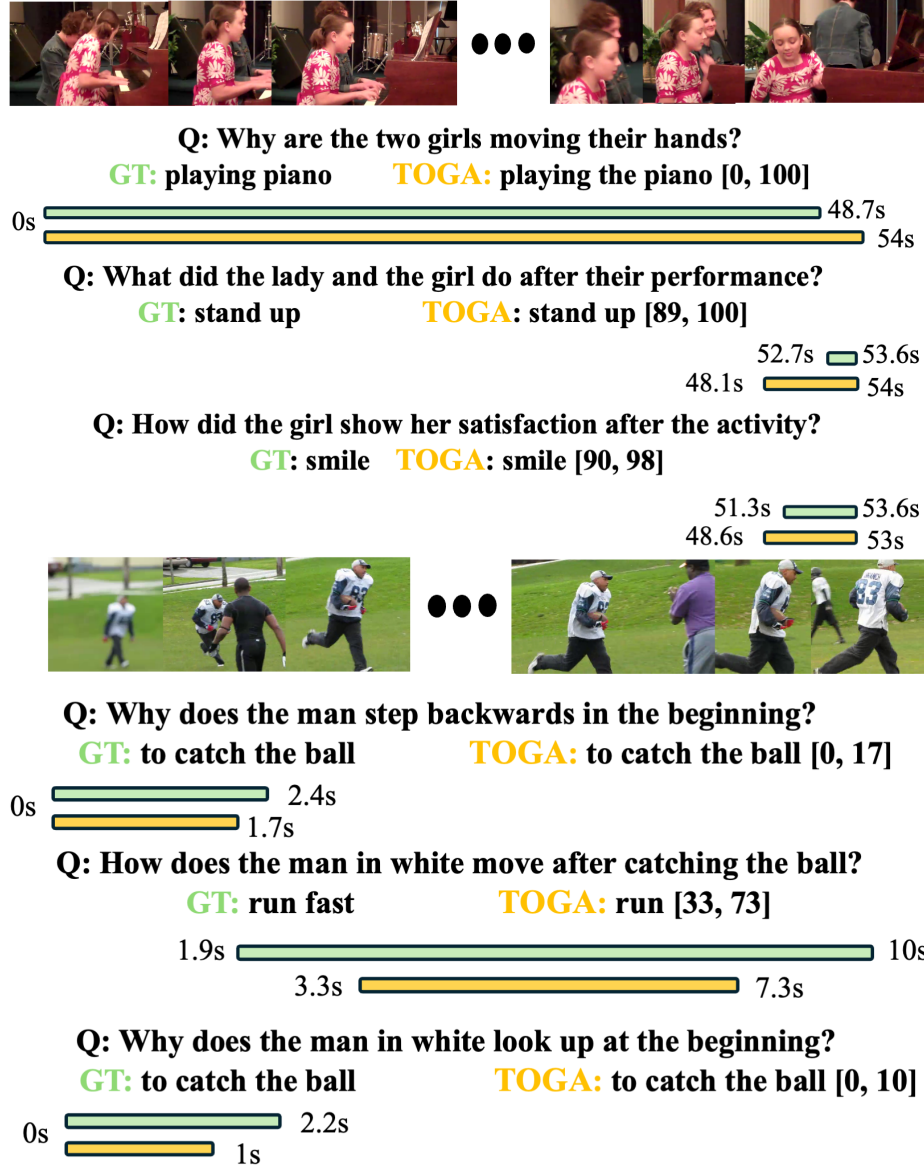 Q: Why are the two girls moving their hands?
GT: playing piano TOGA: playing the piano [0, 100]
0s 48.7s
54s
Q: What did the lady and the girl do after their performance?
GT: stand up TOGA: stand up [89, 100]
52.7s 53.6s
48.1s 54s
Q: How did the girl show her satisfaction after the activity?
GT: smile TOGA: smile [90, 98]
51.3s 53.6s
48.6s 53s
83
Q: Why does the man step backwards in the beginning?
GT: to catch the ball TOGA: to catch the ball [0, 17]
0s 2.4s
1.7s
Q: How does the man in white move after catching the ball?
GT: run fast TOGA: run [33, 73]
1.9s 10s
3.3s 7.3s
Q: Why does the man in white look up at the beginning?
GT: to catch the ball TOGA: to catch the ball [0, 10]
0s 2.2s
1s